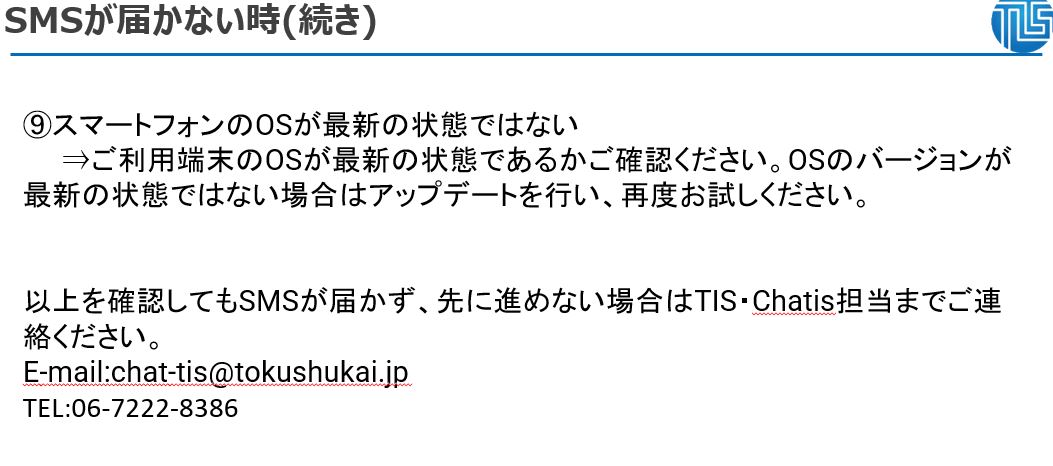 SMSが届かない時(続き)
TLS
⑨スマートフォンのOSが最新の状態ではない
⇒ご利用端末のOSが最新の状態であるかご確認ください。OSのバージョンが
最新の状態ではない場合はアップデートを行い、再度お試しください。
以上を確認してもSMSが届かず、先に進めない場合はTIS・Chatis担当までご連
絡ください。
E-mail:chat-tis@tokushukai.jp
TEL:06-7222-8386